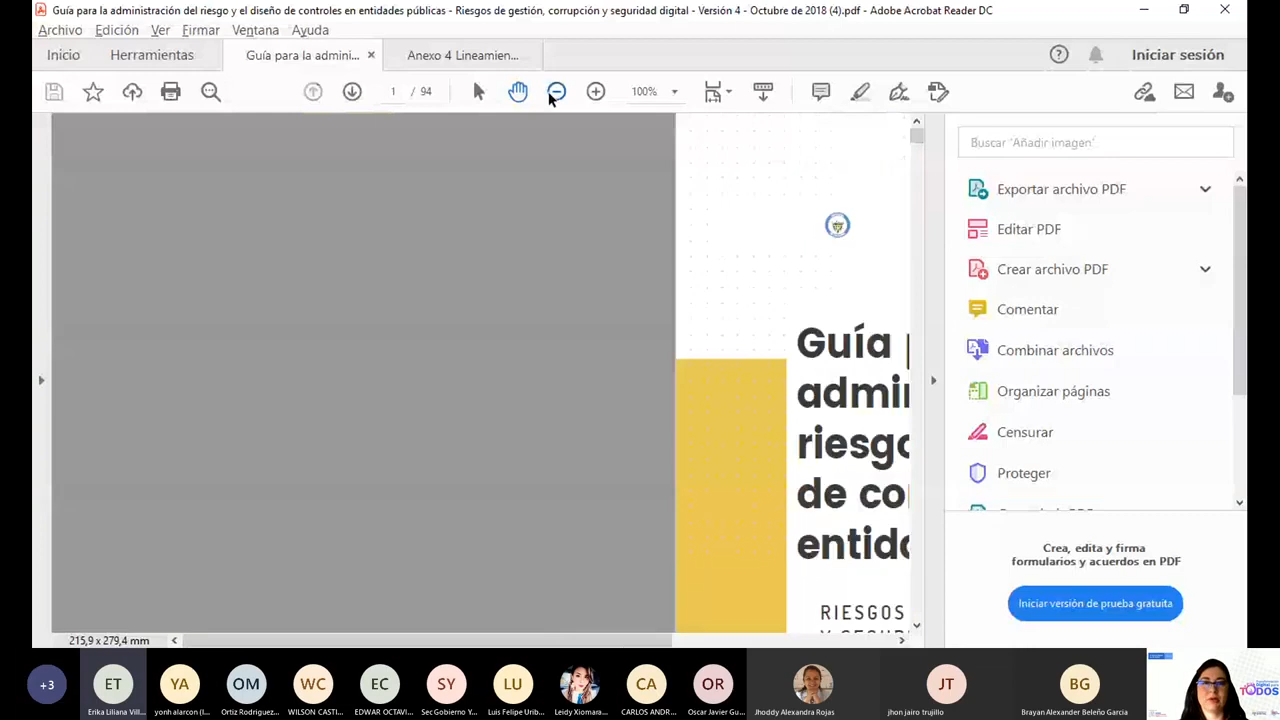 Guía para la administración del riesgo y el diseño de controles en entidades públicas - Riesgos de gestión, corrupción y seguridad digital - Versión 4 - Octubre de 2018 (4).pdf - Adobe Acrobat Reader DC
Archivo Edición Ver Firmar Ventana Ayuda
Inicio Herramientas Guía para la admini... × Anexo 4 Lineamien... Iniciar sesión
1 / 94 100%
Buscar 'Añadir imagen'
Exportar archivo PDF
Editar PDF
Crear archivo PDF
Comentar
Combinar archivos
Organizar páginas
Censurar
Proteger
Guía p
admin
riesgo
de co
entida
RIESGOS
Y SEGURI
Crea, edita y firma
formularios y acuerdos en PDF
Iniciar versión de prueba gratuita
215,9 x 279,4 mm
+3 ET YA OM WC EC SY LU CA OR JT BG
Erika Liliana Vill... yonh alarcon (I... Ortiz Rodriguez... WILSON CASTI... EDWAR OCTAVI... Sec Gobierno Y... Luis Felipe Urib... Leidy Xiomara... CARLOS ANDR... Oscar Javier Gu... Jhoddy Alexandra Rojas jhon jairo trujillo Brayan Alexander Beleño Garcia
TODOS